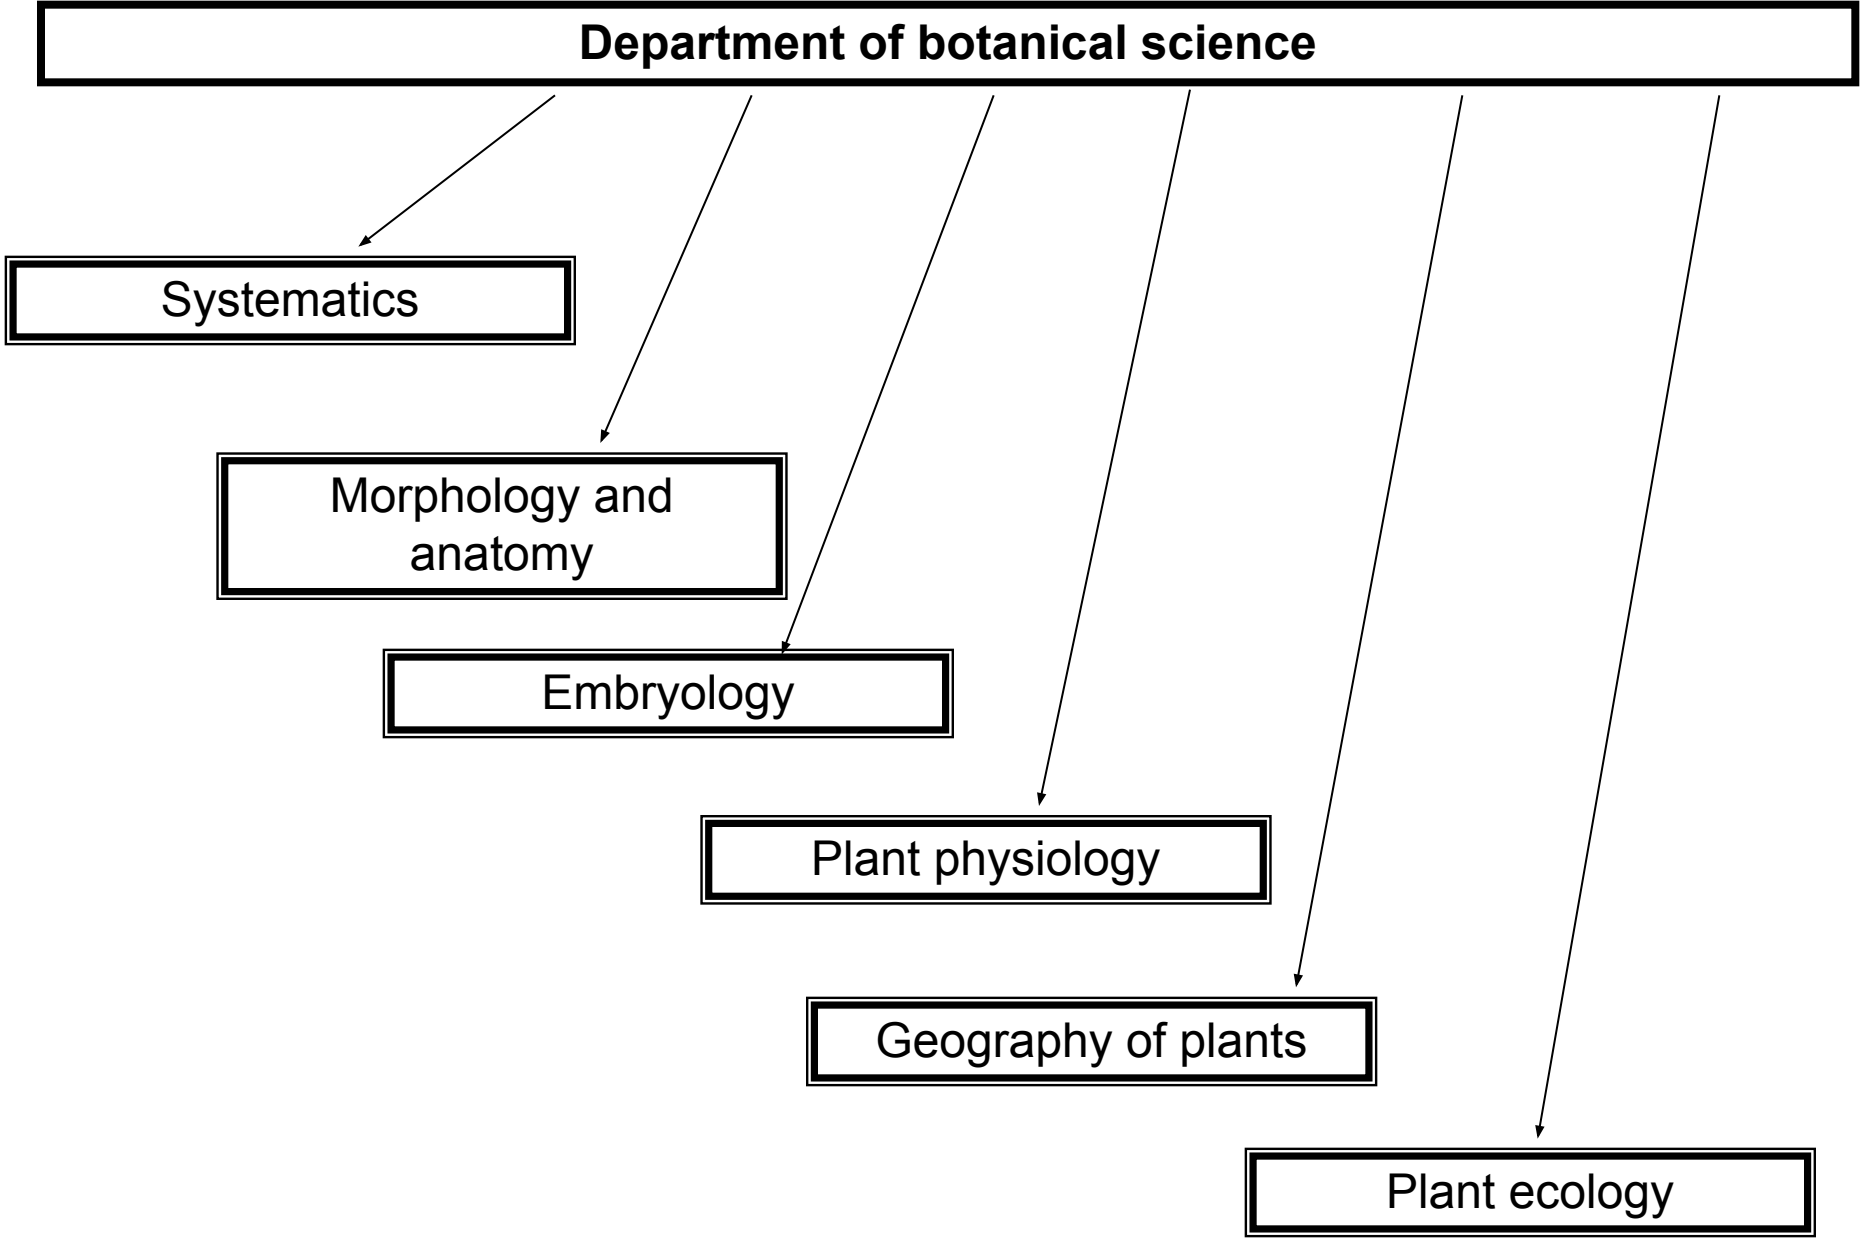 Department of botanical science
Systematics
Morphology and
anatomy
Embryology
Plant physiology
Geography of plants
Plant ecology